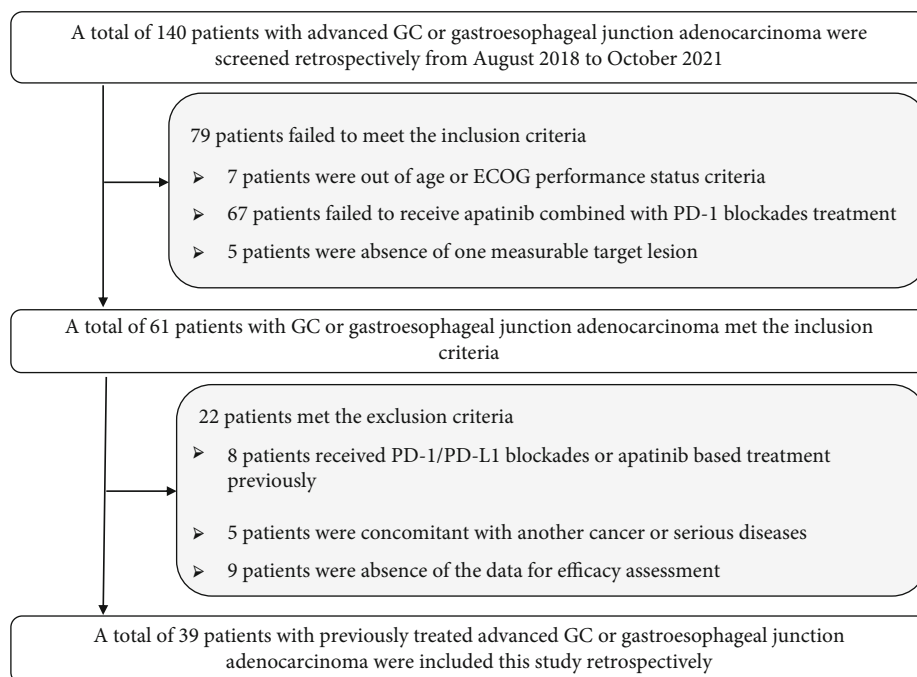 A total of 140 patients with advanced GC or gastroesophageal junction adenocarcinoma were
screened retrospectively from August 2018 to October 2021
79 patients failed to meet the inclusion criteria
➢ 7 patients were out of age or ECOG performance status criteria
➢ 67 patients failed to receive apatinib combined with PD-1 blockades treatment
➢ 5 patients were absence of one measurable target lesion
A total of 61 patients with GC or gastroesophageal junction adenocarcinoma met the inclusion
criteria
22 patients met the exclusion criteria
➢ 8 patients received PD-1/PD-L1 blockades or apatinib based treatment
previously
➢ 5 patients were concomitant with another cancer or serious diseases
➢ 9 patients were absence of the data for efficacy assessment
A total of 39 patients with previously treated advanced GC or gastroesophageal junction
adenocarcinoma were included this study retrospectively